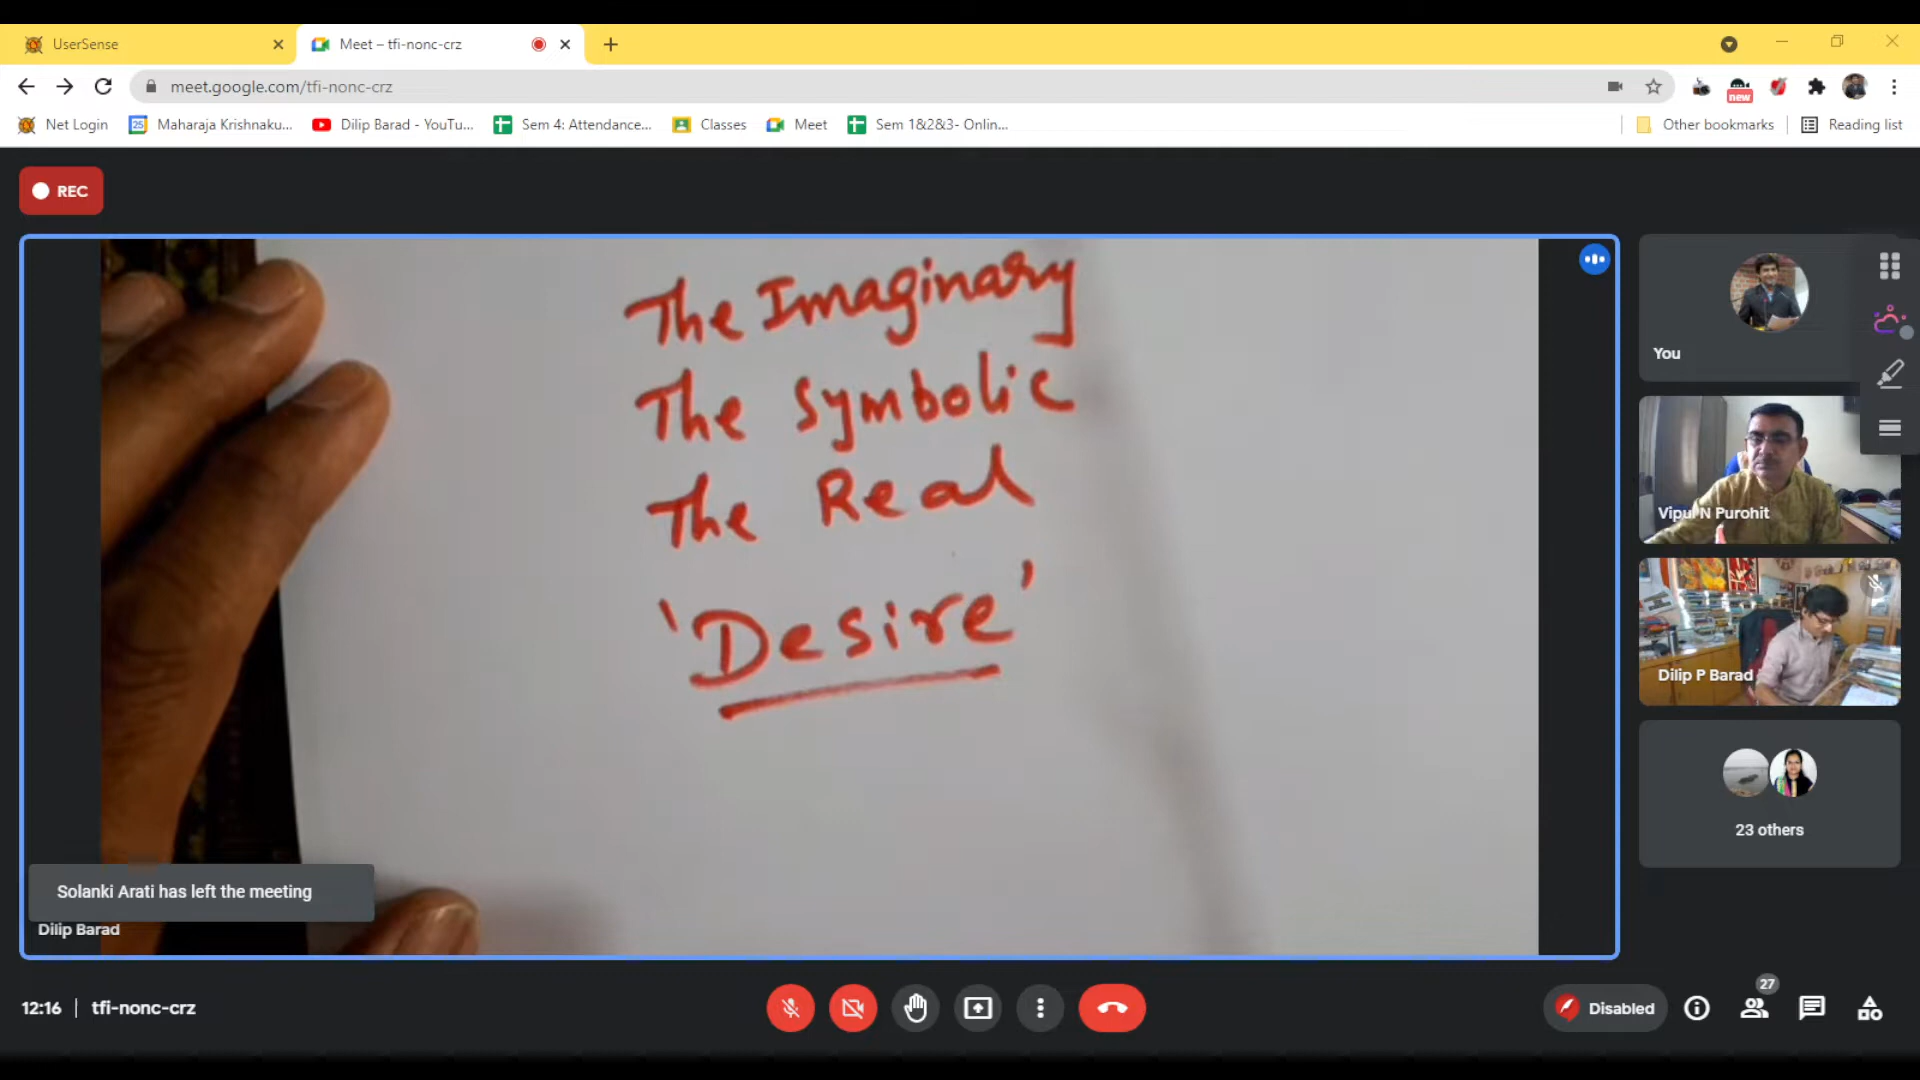 UserSense
Meet – tfi-nonc-crz
meet.google.com/tfi-nonc-crz
new
Net Login
25
Maharaja Krishnaku...
Dilip Barad - YouTu...
Sem 4: Attendance...
Classes
Meet
Sem 1&2&3- Onlin...
Other bookmarks
Reading list
REC
The Imaginary
The Symbolic
The Real
'Desire'
You
Vipul N Purohit
Dilip P Barad
23 others
Solanki Arati has left the meeting
Dilip Barad
12:16 | tfi-nonc-crz
Disabled
27